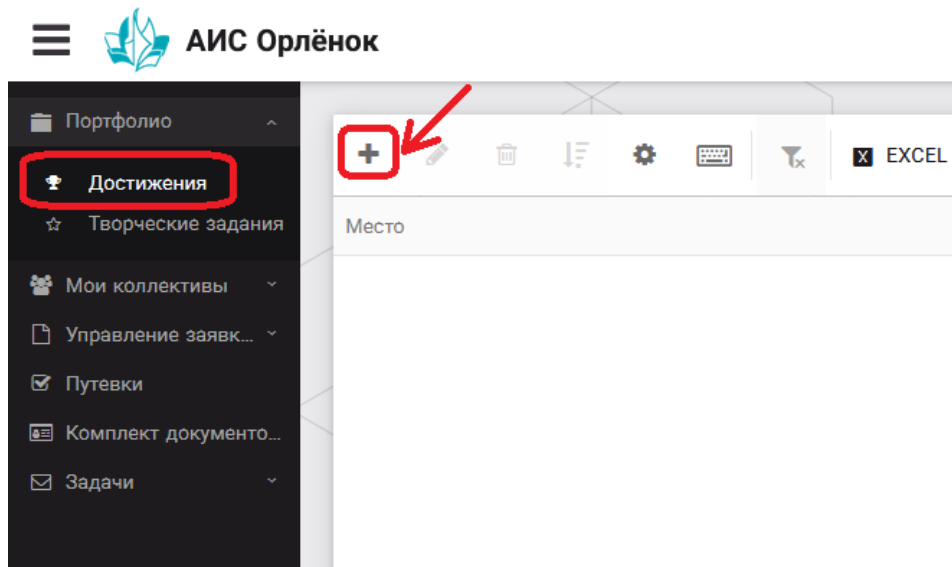 АИС Орлёнок
Портфолио
Достижения
Творческие задания
Мои коллективы
Управление заявк...
Путевки
Комплект документо...
Задачи
X EXCEL
Место